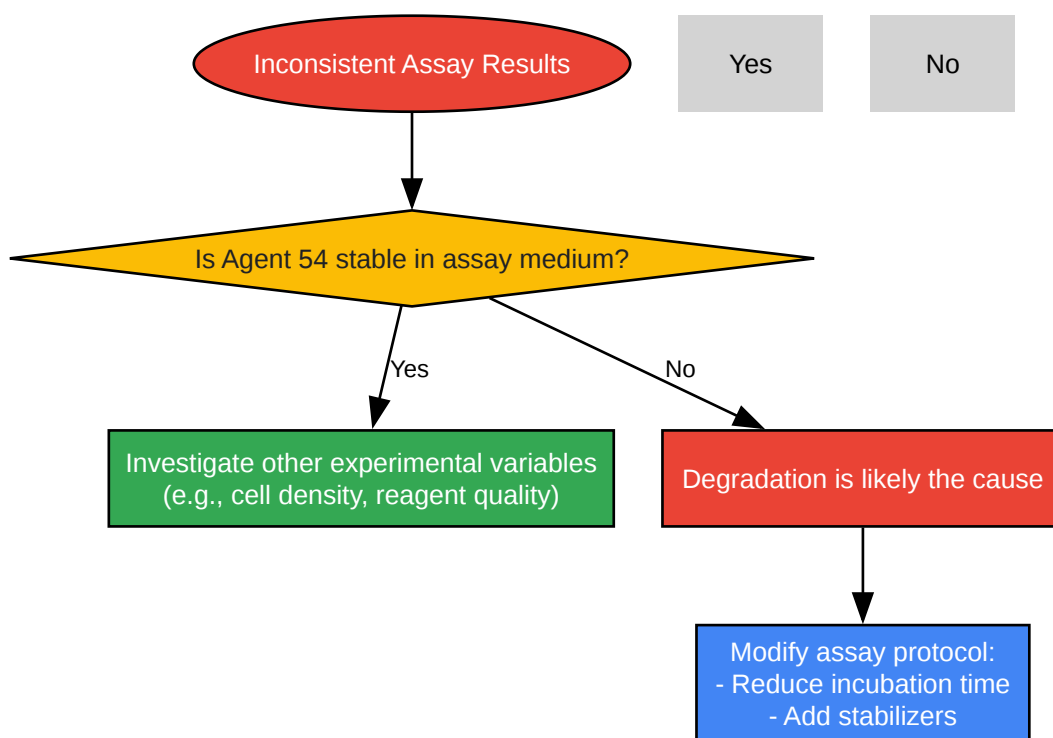 Inconsistent Assay Results
Yes
No
Is Agent 54 stable in assay medium?
Yes
No
Investigate other experimental variables
(e.g., cell density, reagent quality)
Degradation is likely the cause
Modify assay protocol:
- Reduce incubation time
- Add stabilizers